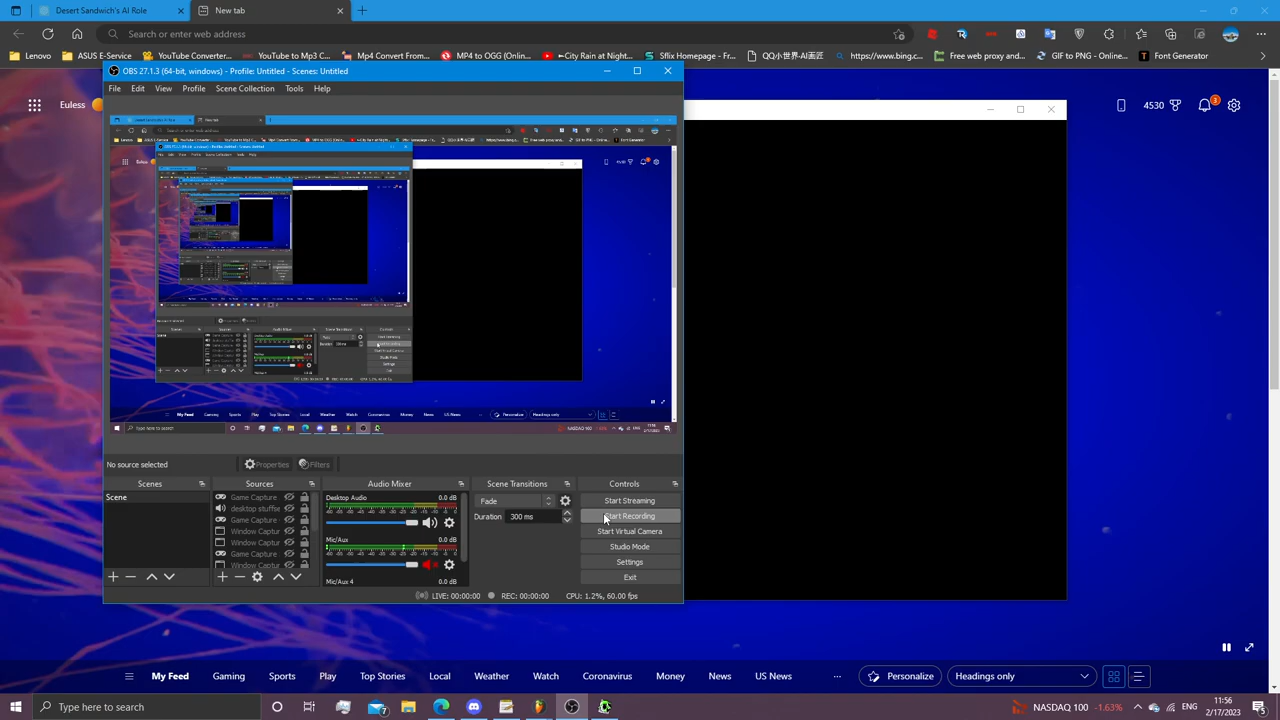 Desert Sandwich's AI Role
New tab
Search or enter web address
Lenovo
ASUS E-Service
YouTube Converter...
YouTube to Mp3 C...
Mp4 Convert From...
MP4 to OGG (Onlin...
←City Rain at Night...
Sflix Homepage - Fr...
QQ小世界-AI画匠
https://www.bing.c...
Free web proxy and...
GIF to PNG - Online...
Font Generator
OBS 27.1.3 (64-bit, windows) - Profile: Untitled - Scenes: Untitled
File Edit View Profile Scene Collection Tools Help
Euless
4530
3
No source selected
Properties
Filters
Scenes
Sources
Audio Mixer
Scene Transitions
Controls
Scene
Game Capture
desktop stuffse
Game Capture
Window Captur
Window Captur
Game Capture
Window Captur
Desktop Audio 0.0 dB
Mic/Aux 0.0 dB
Mic/Aux 4 0.0 dB
Fade
Duration 300 ms
Start Streaming
Start Recording
Start Virtual Camera
Studio Mode
Settings
Exit
LIVE: 00:00:00
REC: 00:00:00
CPU: 1.2%, 60.00 fps
My Feed
Gaming
Sports
Play
Top Stories
Local
Weather
Watch
Coronavirus
Money
News
US News
...
Personalize
Headings only
Type here to search
7
NASDAQ 100 -1.63%
ENG
11:56
2/17/2023